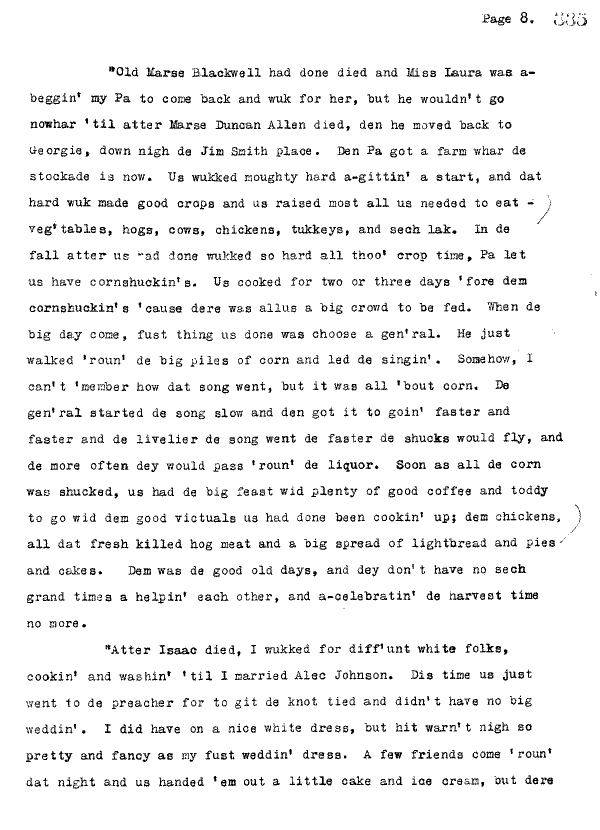 Page 8. 335
"Old Marse Blackwell had done died and Miss Laura was a-
beggin' my Pa to come back and wuk for her, but he wouldn't go
nowhar 'til atter Marse Duncan Allen died, den he moved back to
Georgie, down nigh de Jim Smith place. Den Pa got a farm whar de
stockade is now. Us wukked moughty hard a-gittin' a start, and dat
hard wuk made good crops and us raised most all us needed to eat -
veg'tables, hogs, cows, chickens, tukkeys, and sech lak. In de
fall atter us had done wukked so hard all thoo' crop time, Pa let
us have cornshuckin's. Us cooked for two or three days 'fore dem
cornshuckin's 'cause dere was allus a big crowd to be fed. When de
big day come, fust thing us done was choose a gen'ral. He just
walked 'roun' de big piles of corn and led de singin'. Somehow, I
can't 'member how dat song went, but it was all 'bout corn. De
gen'ral started de song slow and den got it to goin' faster and
faster and de livelier de song went de faster de shucks would fly, and
de more often dey would pass 'roun' de liquor. Soon as all de corn
was shucked, us had de big feast wid plenty of good coffee and toddy
to go wid dem good victuals us had done been cookin' up; dem chickens,
all dat fresh killed hog meat and a big spread of lightbread and pies
and cakes. Dem was de good old days, and dey don't have no sech
grand times a helpin' each other, and a-celebratin' de harvest time
no more.
"Atter Isaac died, I wukked for diff'unt white folks,
cookin' and washin' 'til I married Alec Johnson. Dis time us just
went to de preacher for to git de knot tied and didn't have no big
weddin'. I did have on a nice white dress, but hit warn't nigh so
pretty and fancy as my fust weddin' dress. A few friends come 'roun'
dat night and us handed 'em out a little cake and ice cream, but dere